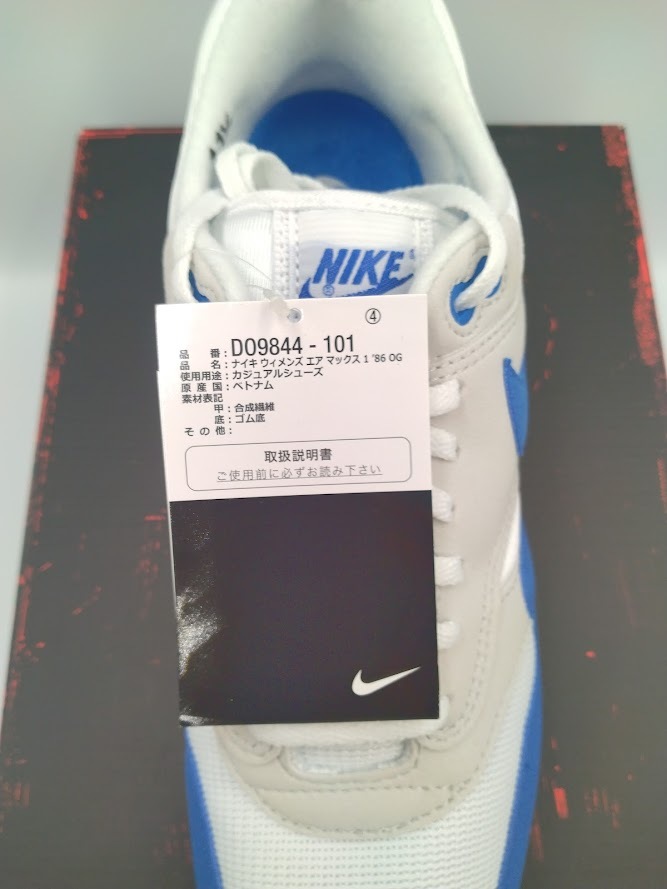 NIKE
④
品番: DO9844 - 101
品名: ナイキ ウィメンズ エア マックス 1 '86 OG
使用用途: カジュアルシューズ
原産国: ベトナム
素材表記
甲: 合成繊維
底: ゴム底
その他:
取扱説明書
ご使用前に必ずお読み下さい